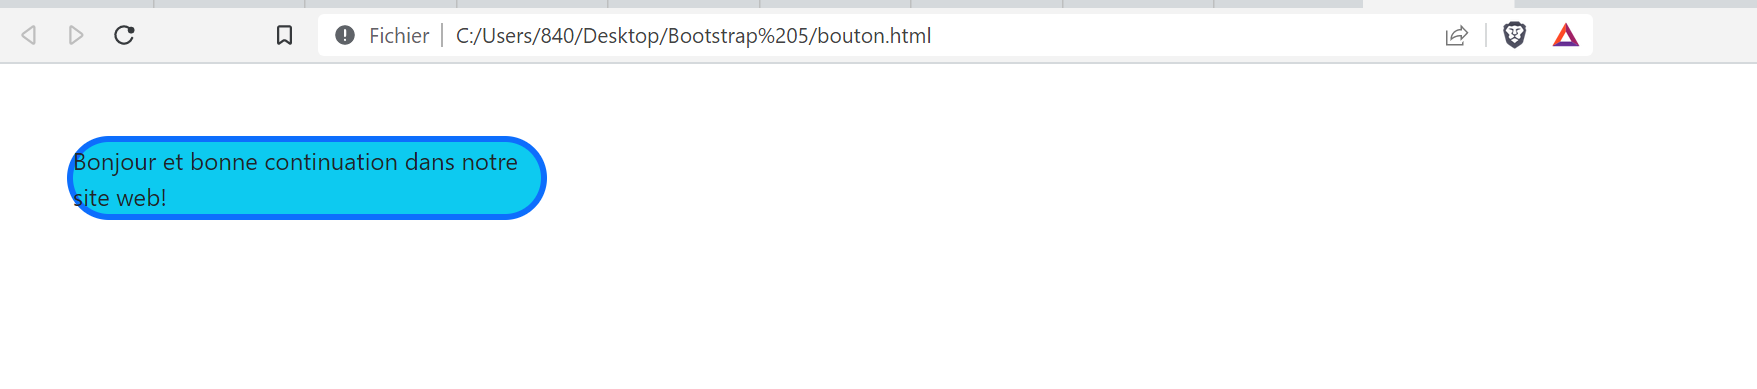 Fichier C:/Users/840/Desktop/Bootstrap%205/bouton.html
Bonjour et bonne continuation dans notre
site web!